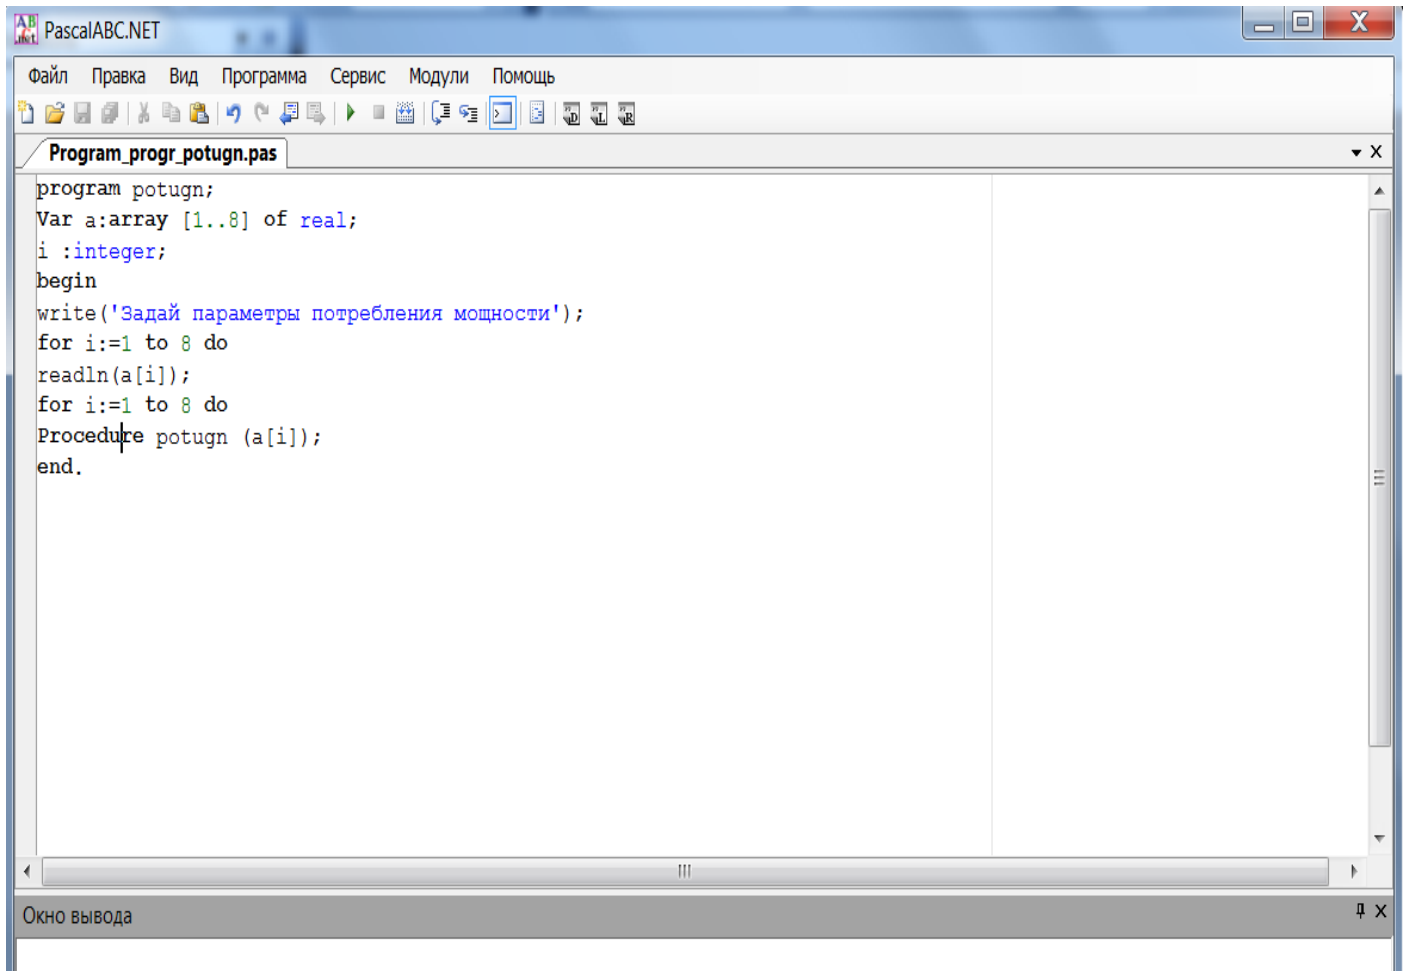 PascalABC.NET
Файл Правка Вид Программа Сервис Модули Помощь
Program_progr_potugn.pas
program potugn;
Var a:array [1..8] of real;
i :integer;
begin
write('Задай параметры потребления мощности');
for i:=1 to 8 do
readln(a[i]);
for i:=1 to 8 do
Procedure potugn (a[i]);
end.
Окно вывода